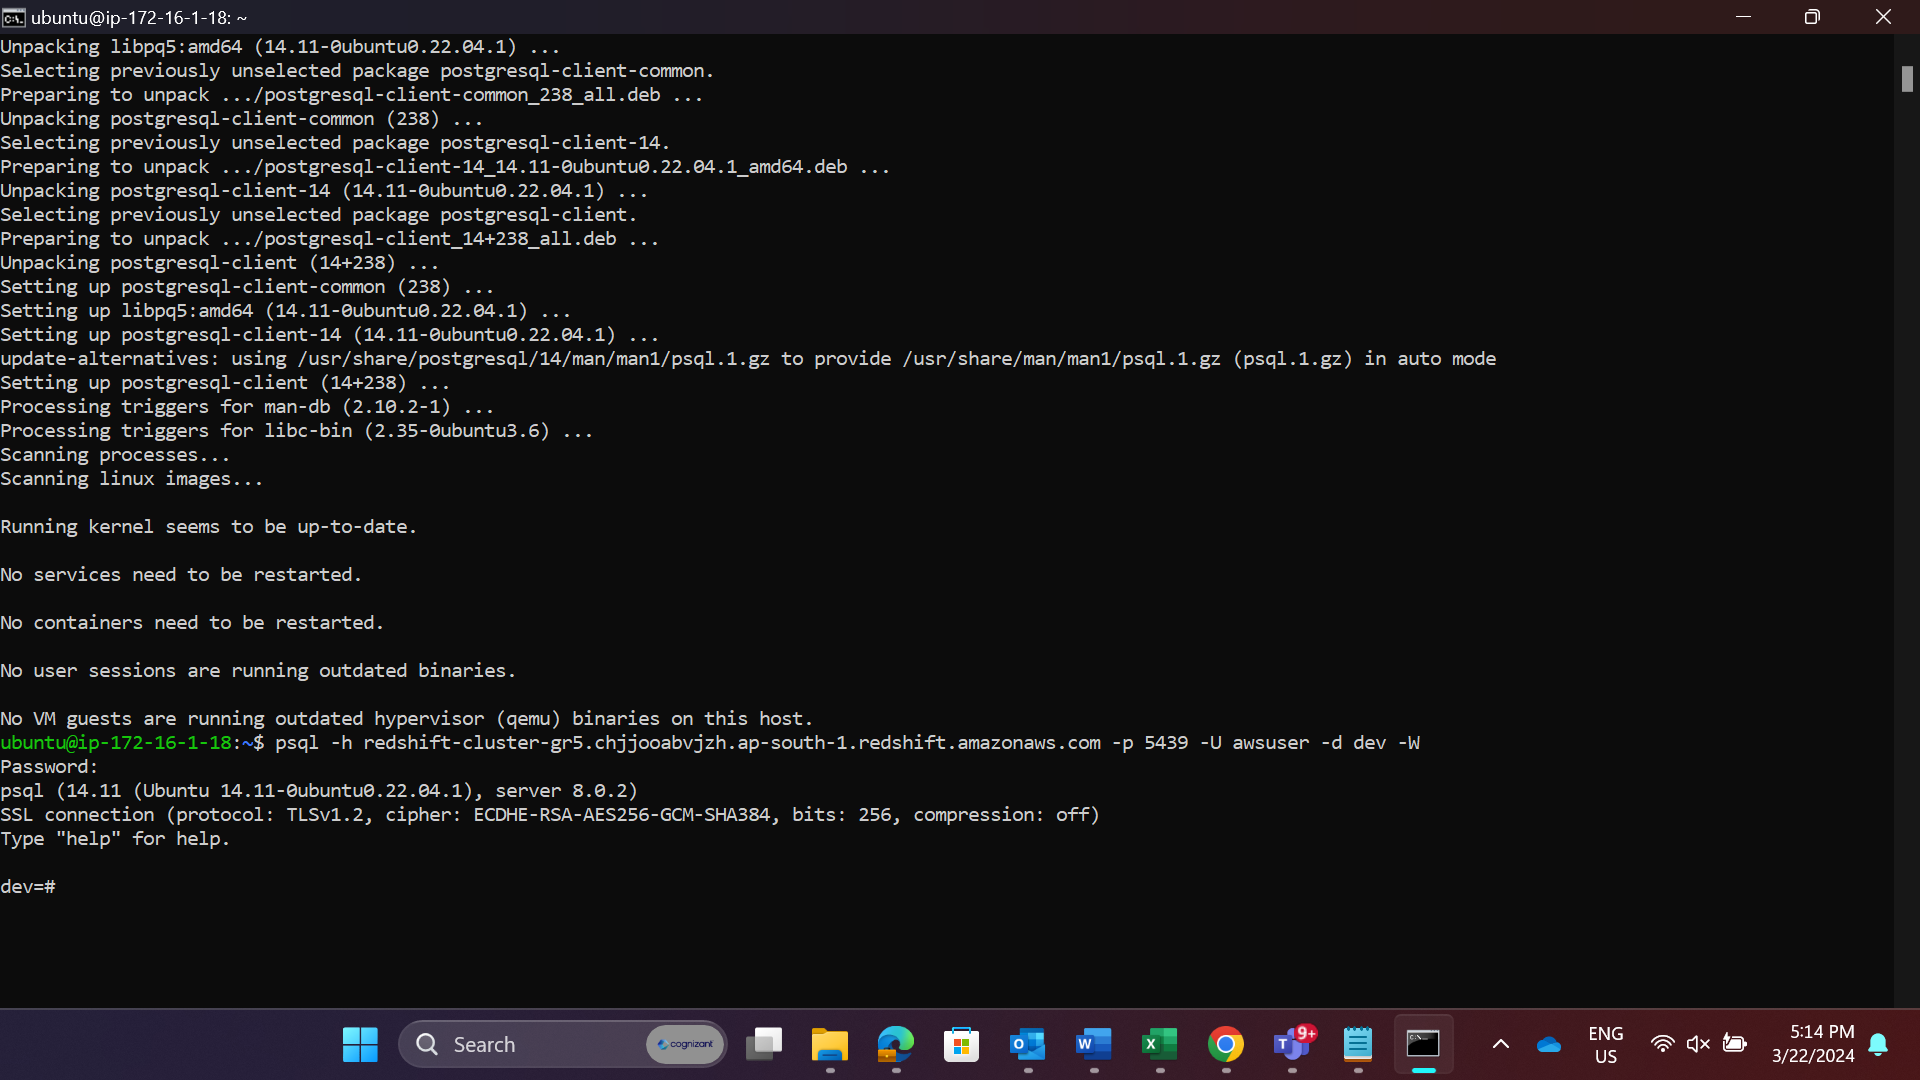 ubuntu@ip-172-16-1-18: ~
Unpacking libpq5:amd64 (14.11-0ubuntu0.22.04.1) ...
Selecting previously unselected package postgresql-client-common.
Preparing to unpack .../postgresql-client-common_238_all.deb ...
Unpacking postgresql-client-common (238) ...
Selecting previously unselected package postgresql-client-14.
Preparing to unpack .../postgresql-client-14_14.11-0ubuntu0.22.04.1_amd64.deb ...
Unpacking postgresql-client-14 (14.11-0ubuntu0.22.04.1) ...
Selecting previously unselected package postgresql-client.
Preparing to unpack .../postgresql-client_14+238_all.deb ...
Unpacking postgresql-client (14+238) ...
Setting up postgresql-client-common (238) ...
Setting up libpq5:amd64 (14.11-0ubuntu0.22.04.1) ...
Setting up postgresql-client-14 (14.11-0ubuntu0.22.04.1) ...
update-alternatives: using /usr/share/postgresql/14/man/man1/psql.1.gz to provide /usr/share/man/man1/psql.1.gz (psql.1.gz) in auto mode
Setting up postgresql-client (14+238) ...
Processing triggers for man-db (2.10.2-1) ...
Processing triggers for libc-bin (2.35-0ubuntu3.6) ...
Scanning processes...
Scanning linux images...
Running kernel seems to be up-to-date.
No services need to be restarted.
No containers need to be restarted.
No user sessions are running outdated binaries.
No VM guests are running outdated hypervisor (qemu) binaries on this host.
ubuntu@ip-172-16-1-18:~$ psql -h redshift-cluster-gr5.chjjooabvjzh.ap-south-1.redshift.amazonaws.com -p 5439 -U awsuser -d dev -W
Password:
psql (14.11 (Ubuntu 14.11-0ubuntu0.22.04.1), server 8.0.2)
SSL connection (protocol: TLSv1.2, cipher: ECDHE-RSA-AES256-GCM-SHA384, bits: 256, compression: off)
Type "help" for help.
dev=#
Search
cognizant
9+
ENG
US
5:14 PM
3/22/2024